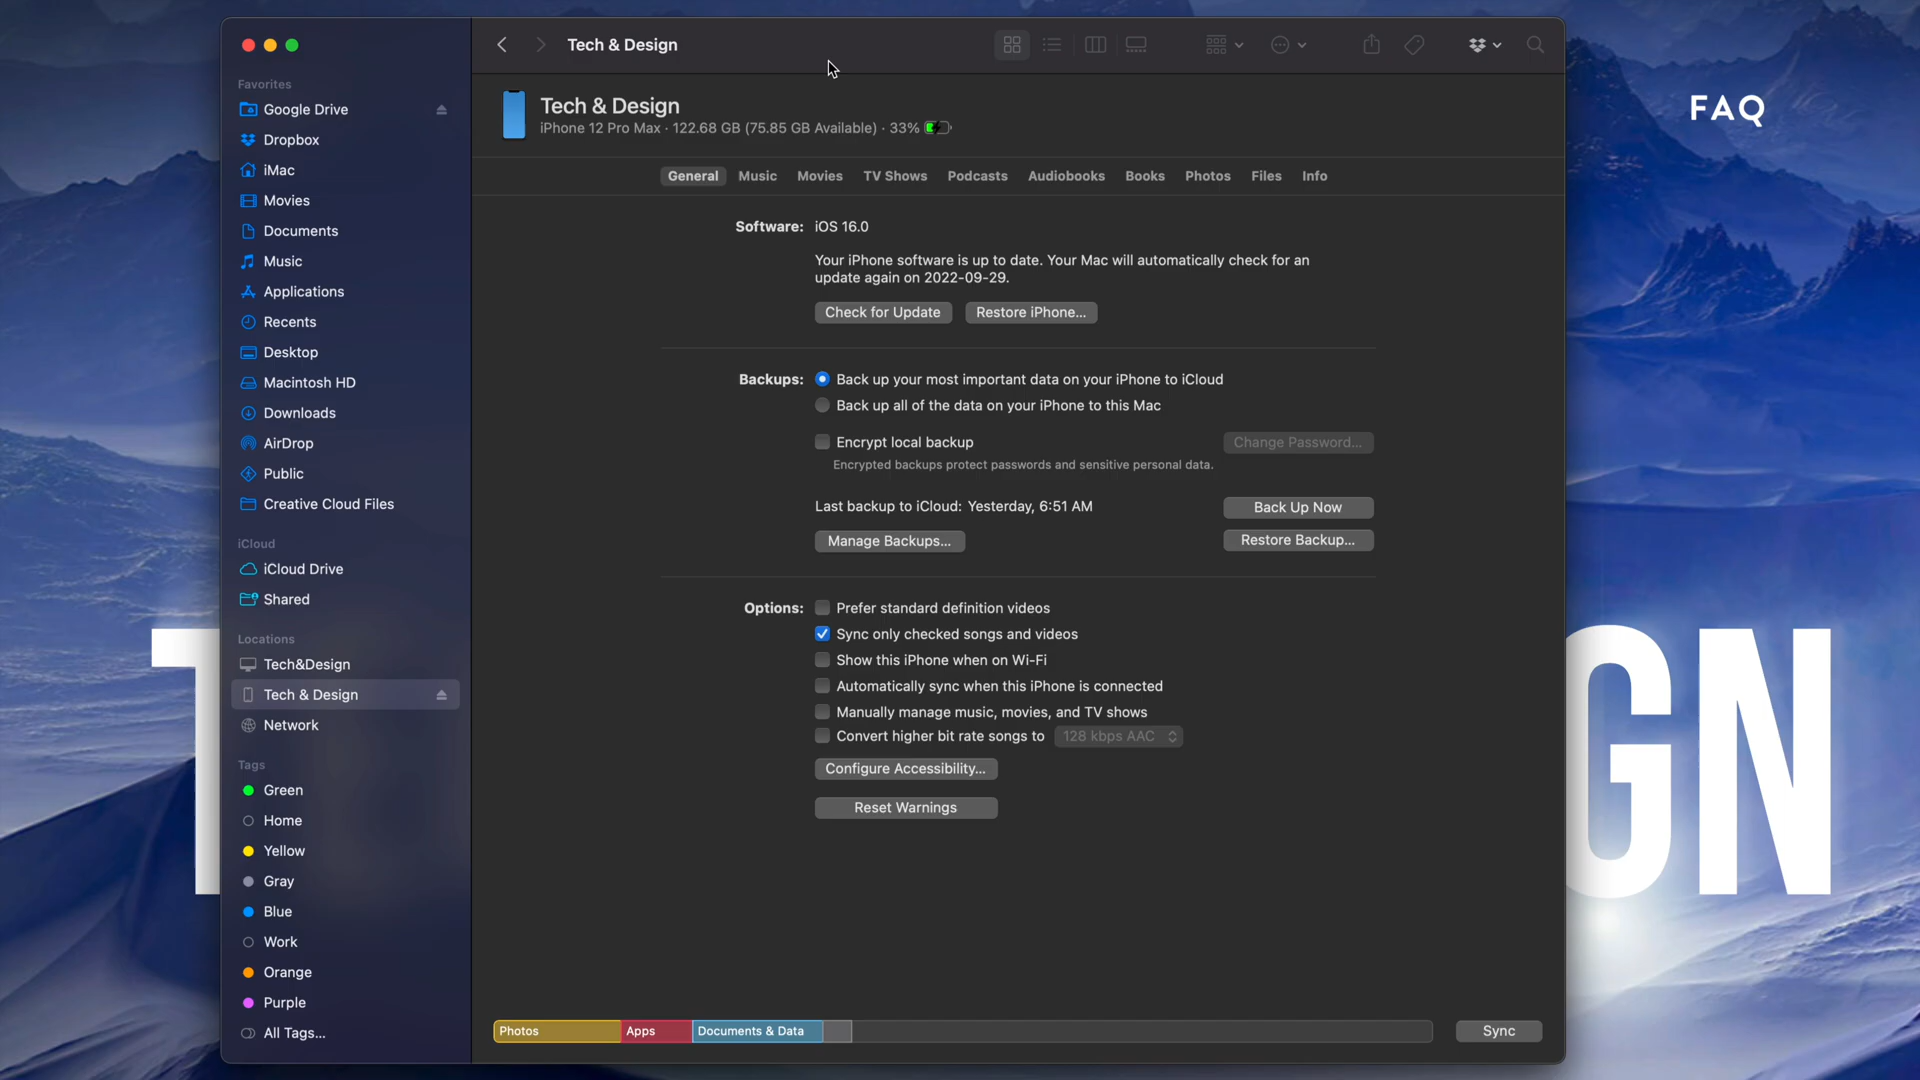 Tech & Design
FAQ
Favorites
Google Drive
Dropbox
iMac
Movies
Documents
Music
Applications
Recents
Desktop
Macintosh HD
Downloads
AirDrop
Public
Creative Cloud Files
iCloud
iCloud Drive
Shared
Locations
Tech&Design
Tech & Design
Network
Tags
Green
Home
Yellow
Gray
Blue
Work
Orange
Purple
All Tags...
Tech & Design
iPhone 12 Pro Max · 122.68 GB (75.85 GB Available) · 33%
General Music Movies TV Shows Podcasts Audiobooks Books Photos Files Info
Software: iOS 16.0
Your iPhone software is up to date. Your Mac will automatically check for an
update again on 2022-09-29.
Check for Update Restore iPhone...
Backups: Back up your most important data on your iPhone to iCloud
Back up all of the data on your iPhone to this Mac
Encrypt local backup Change Password...
Encrypted backups protect passwords and sensitive personal data.
Last backup to iCloud: Yesterday, 6:51 AM Back Up Now
Manage Backups... Restore Backup...
Options: Prefer standard definition videos
Sync only checked songs and videos
Show this iPhone when on Wi-Fi
Automatically sync when this iPhone is connected
Manually manage music, movies, and TV shows
Convert higher bit rate songs to 128 kbps AAC
Configure Accessibility...
Reset Warnings
Photos Apps Documents & Data Sync
T GN